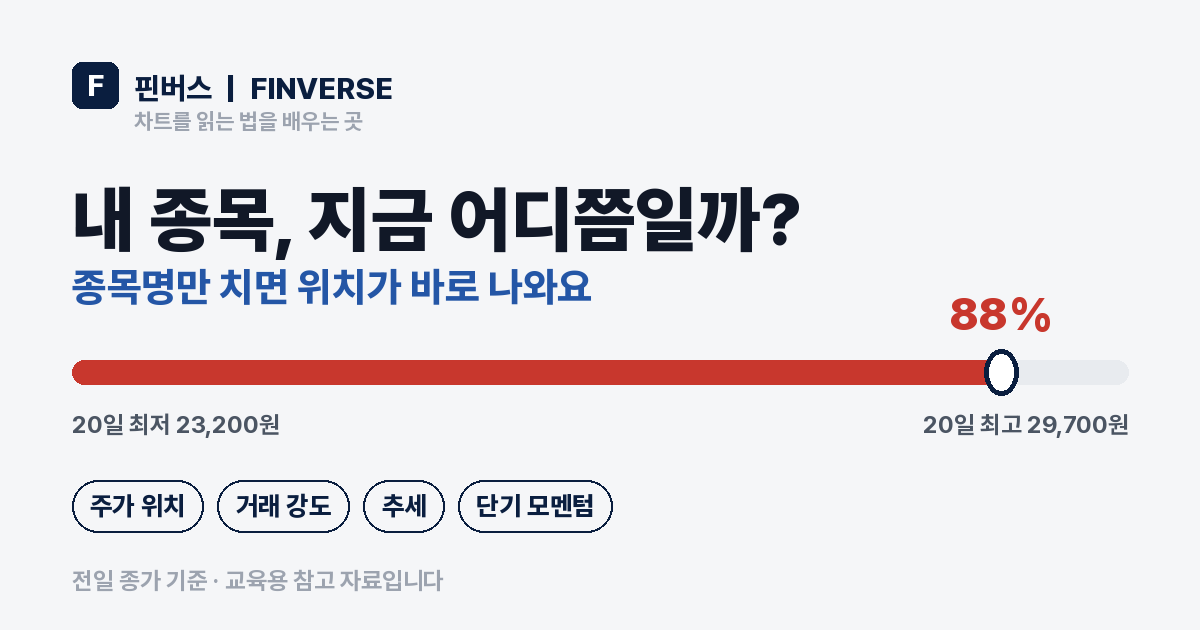 F 핀버스 | FINVERSE
차트를 읽는 법을 배우는 곳
내 종목, 지금 어디쯤일까?
종목명만 치면 위치가 바로 나와요
88%
20일 최저 23,200원 20일 최고 29,700원
주가 위치 거래 강도 추세 단기 모멘텀
전일 종가 기준 · 교육용 참고 자료입니다